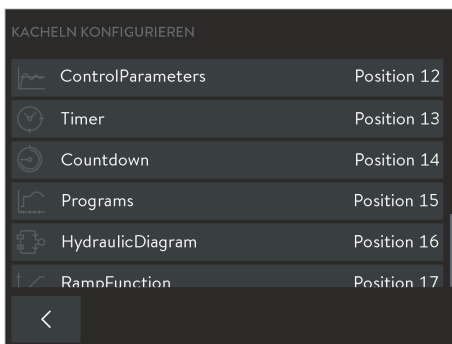 KACHELN KONFIGURIEREN
ControlParameters Position 12
Timer Position 13
Countdown Position 14
Programs Position 15
HydraulicDiagram Position 16
RampFunction Position 17